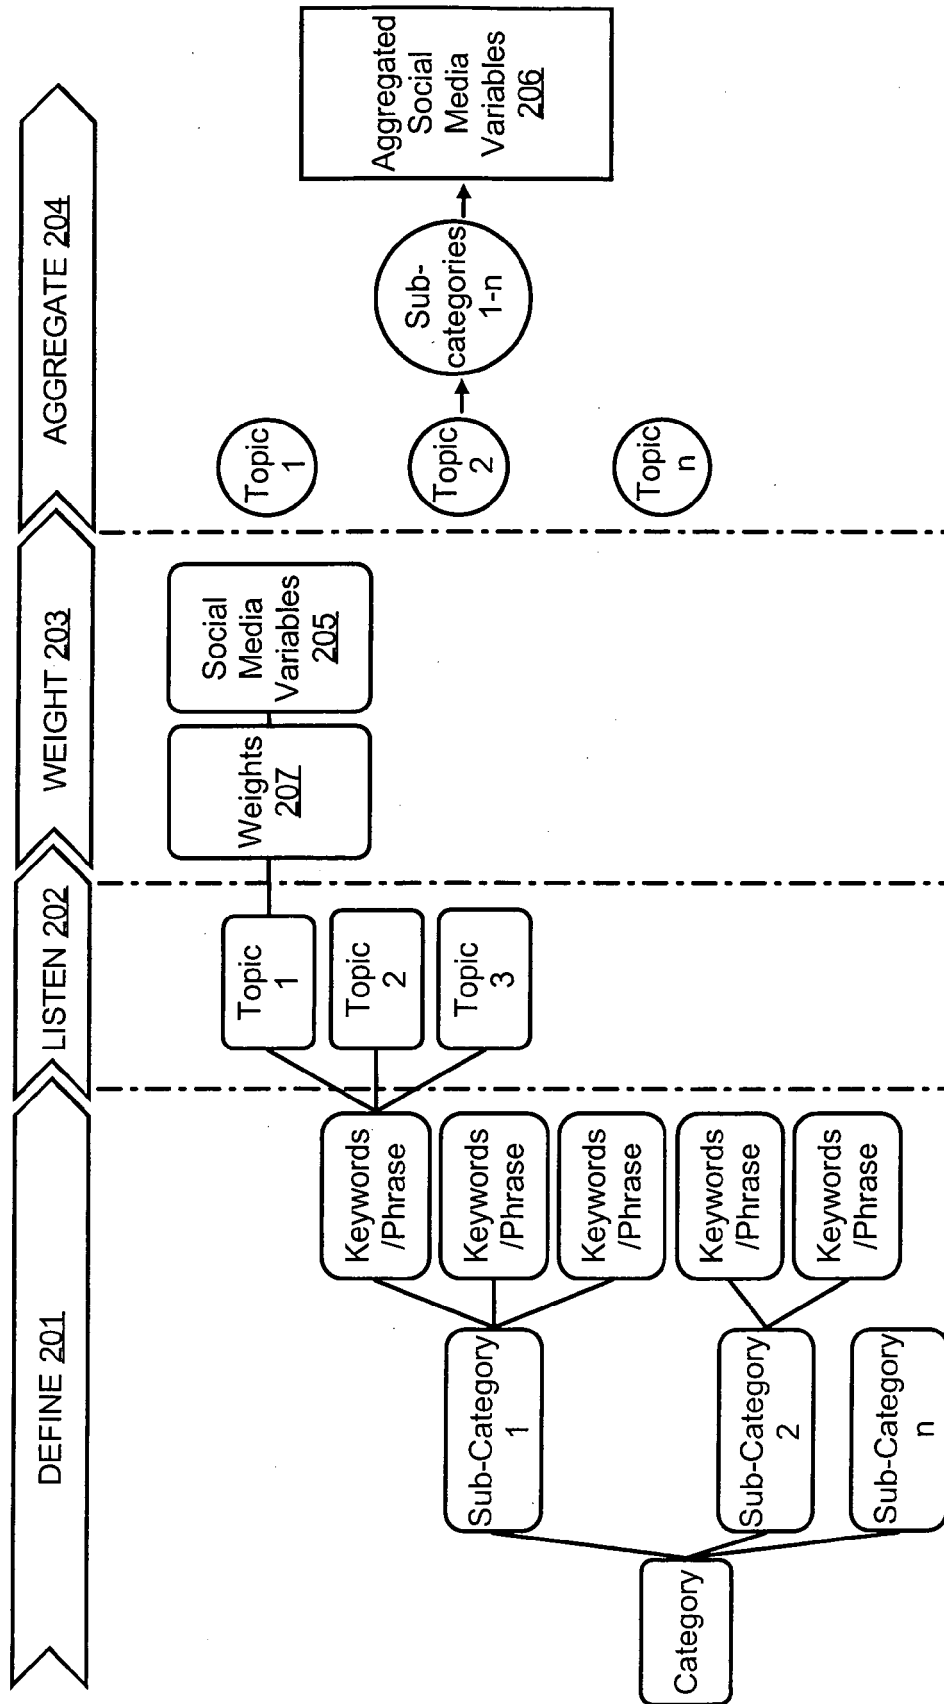 DEFINE 201
LISTEN 202
WEIGHT 203
AGGREGATE 204
Category
Sub-Category
1
Sub-Category
2
Sub-Category
n
Keywords
/Phrase
Keywords
/Phrase
Keywords
/Phrase
Keywords
/Phrase
Keywords
/Phrase
Topic
1
Topic
2
Topic
3
Weights
207
Social
Media
Variables
205
Topic
1
Topic
2
Topic
n
Sub-
categories
1-n
Aggregated
Social
Media
Variables
206